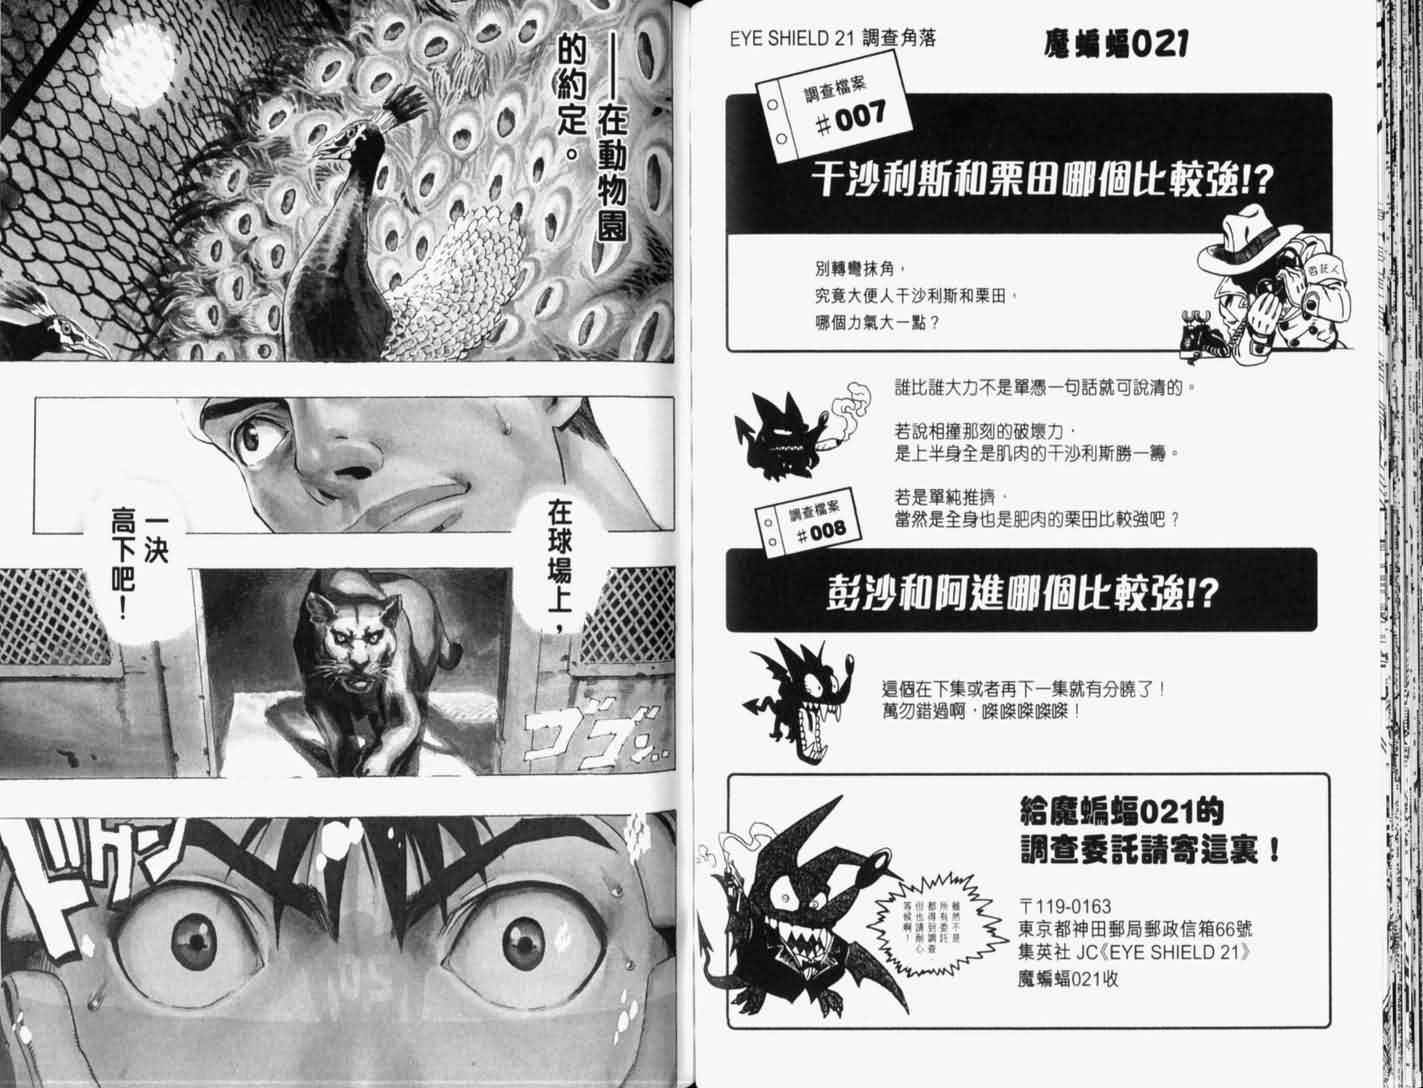 EYE SHIELD 21 調查角落
魔蝙蝠021
調查檔案
#007
干沙利斯和栗田哪個比較強!?
別轉彎抹角，
究竟大便人干沙利斯和栗田，
哪個力氣大一點？
委託人
誰比誰大力不是單憑一句話就可說清的。
若說相撞那刻的破壞力，
是上半身全是肌肉的干沙利斯勝一籌。
若是單純推擠，
當然是全身也是肥肉的栗田比較強吧？
調查檔案
#008
彭沙和阿進哪個比較強!?
這個在下集或者再下一集就有分曉了！
萬勿錯過啊，㗎㗎㗎㗎㗎！
給魔蝙蝠021的
調查委託請寄這裏！
〒119-0163
東京都神田郵局郵政信箱66號
集英社 JC《EYE SHIELD 21》
魔蝙蝠021收
雖然不是
所有委託
都得到調查，
但也請耐心
等候啊！
——在動物園
的約定。
在球場上，
一決
高下吧！
ゴゴン…
ドクン